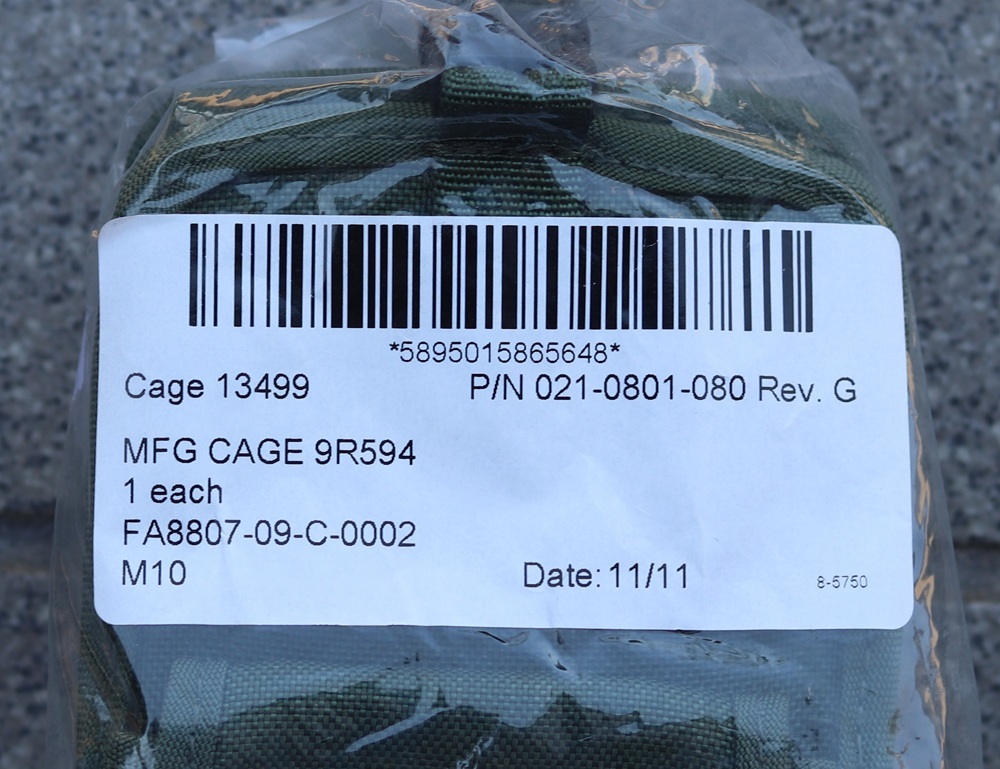 *5895015865648*
Cage 13499 P/N 021-0801-080 Rev. G
MFG CAGE 9R594
1 each
FA8807-09-C-0002
M10 Date: 11/11 8-5750